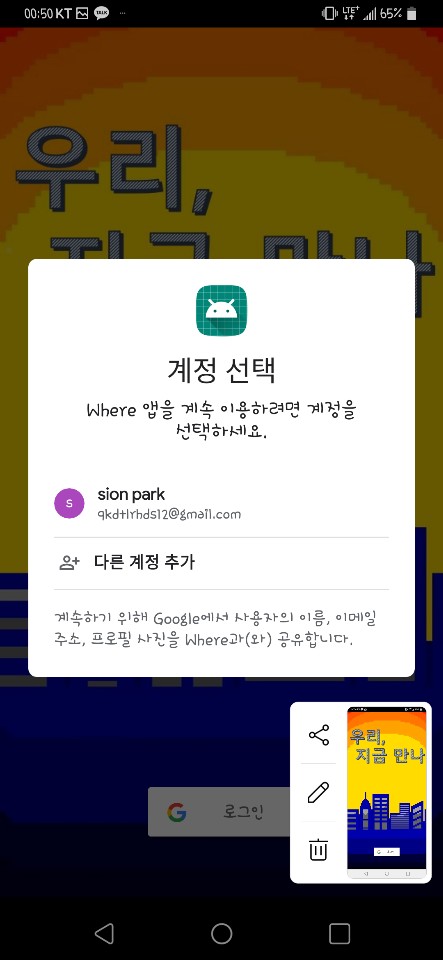 00:50 KT
LTE+
65%
우리,
지금 만나
계정 선택
Where 앱을 계속 이용하려면 계정을
선택하세요.
S
sion park
qkdtlrhds12@gmail.com
다른 계정 추가
계속하기 위해 Google에서 사용자의 이름, 이메일
주소, 프로필 사진을 Where과(와) 공유합니다.
우리,
지금 만나
G 로그인